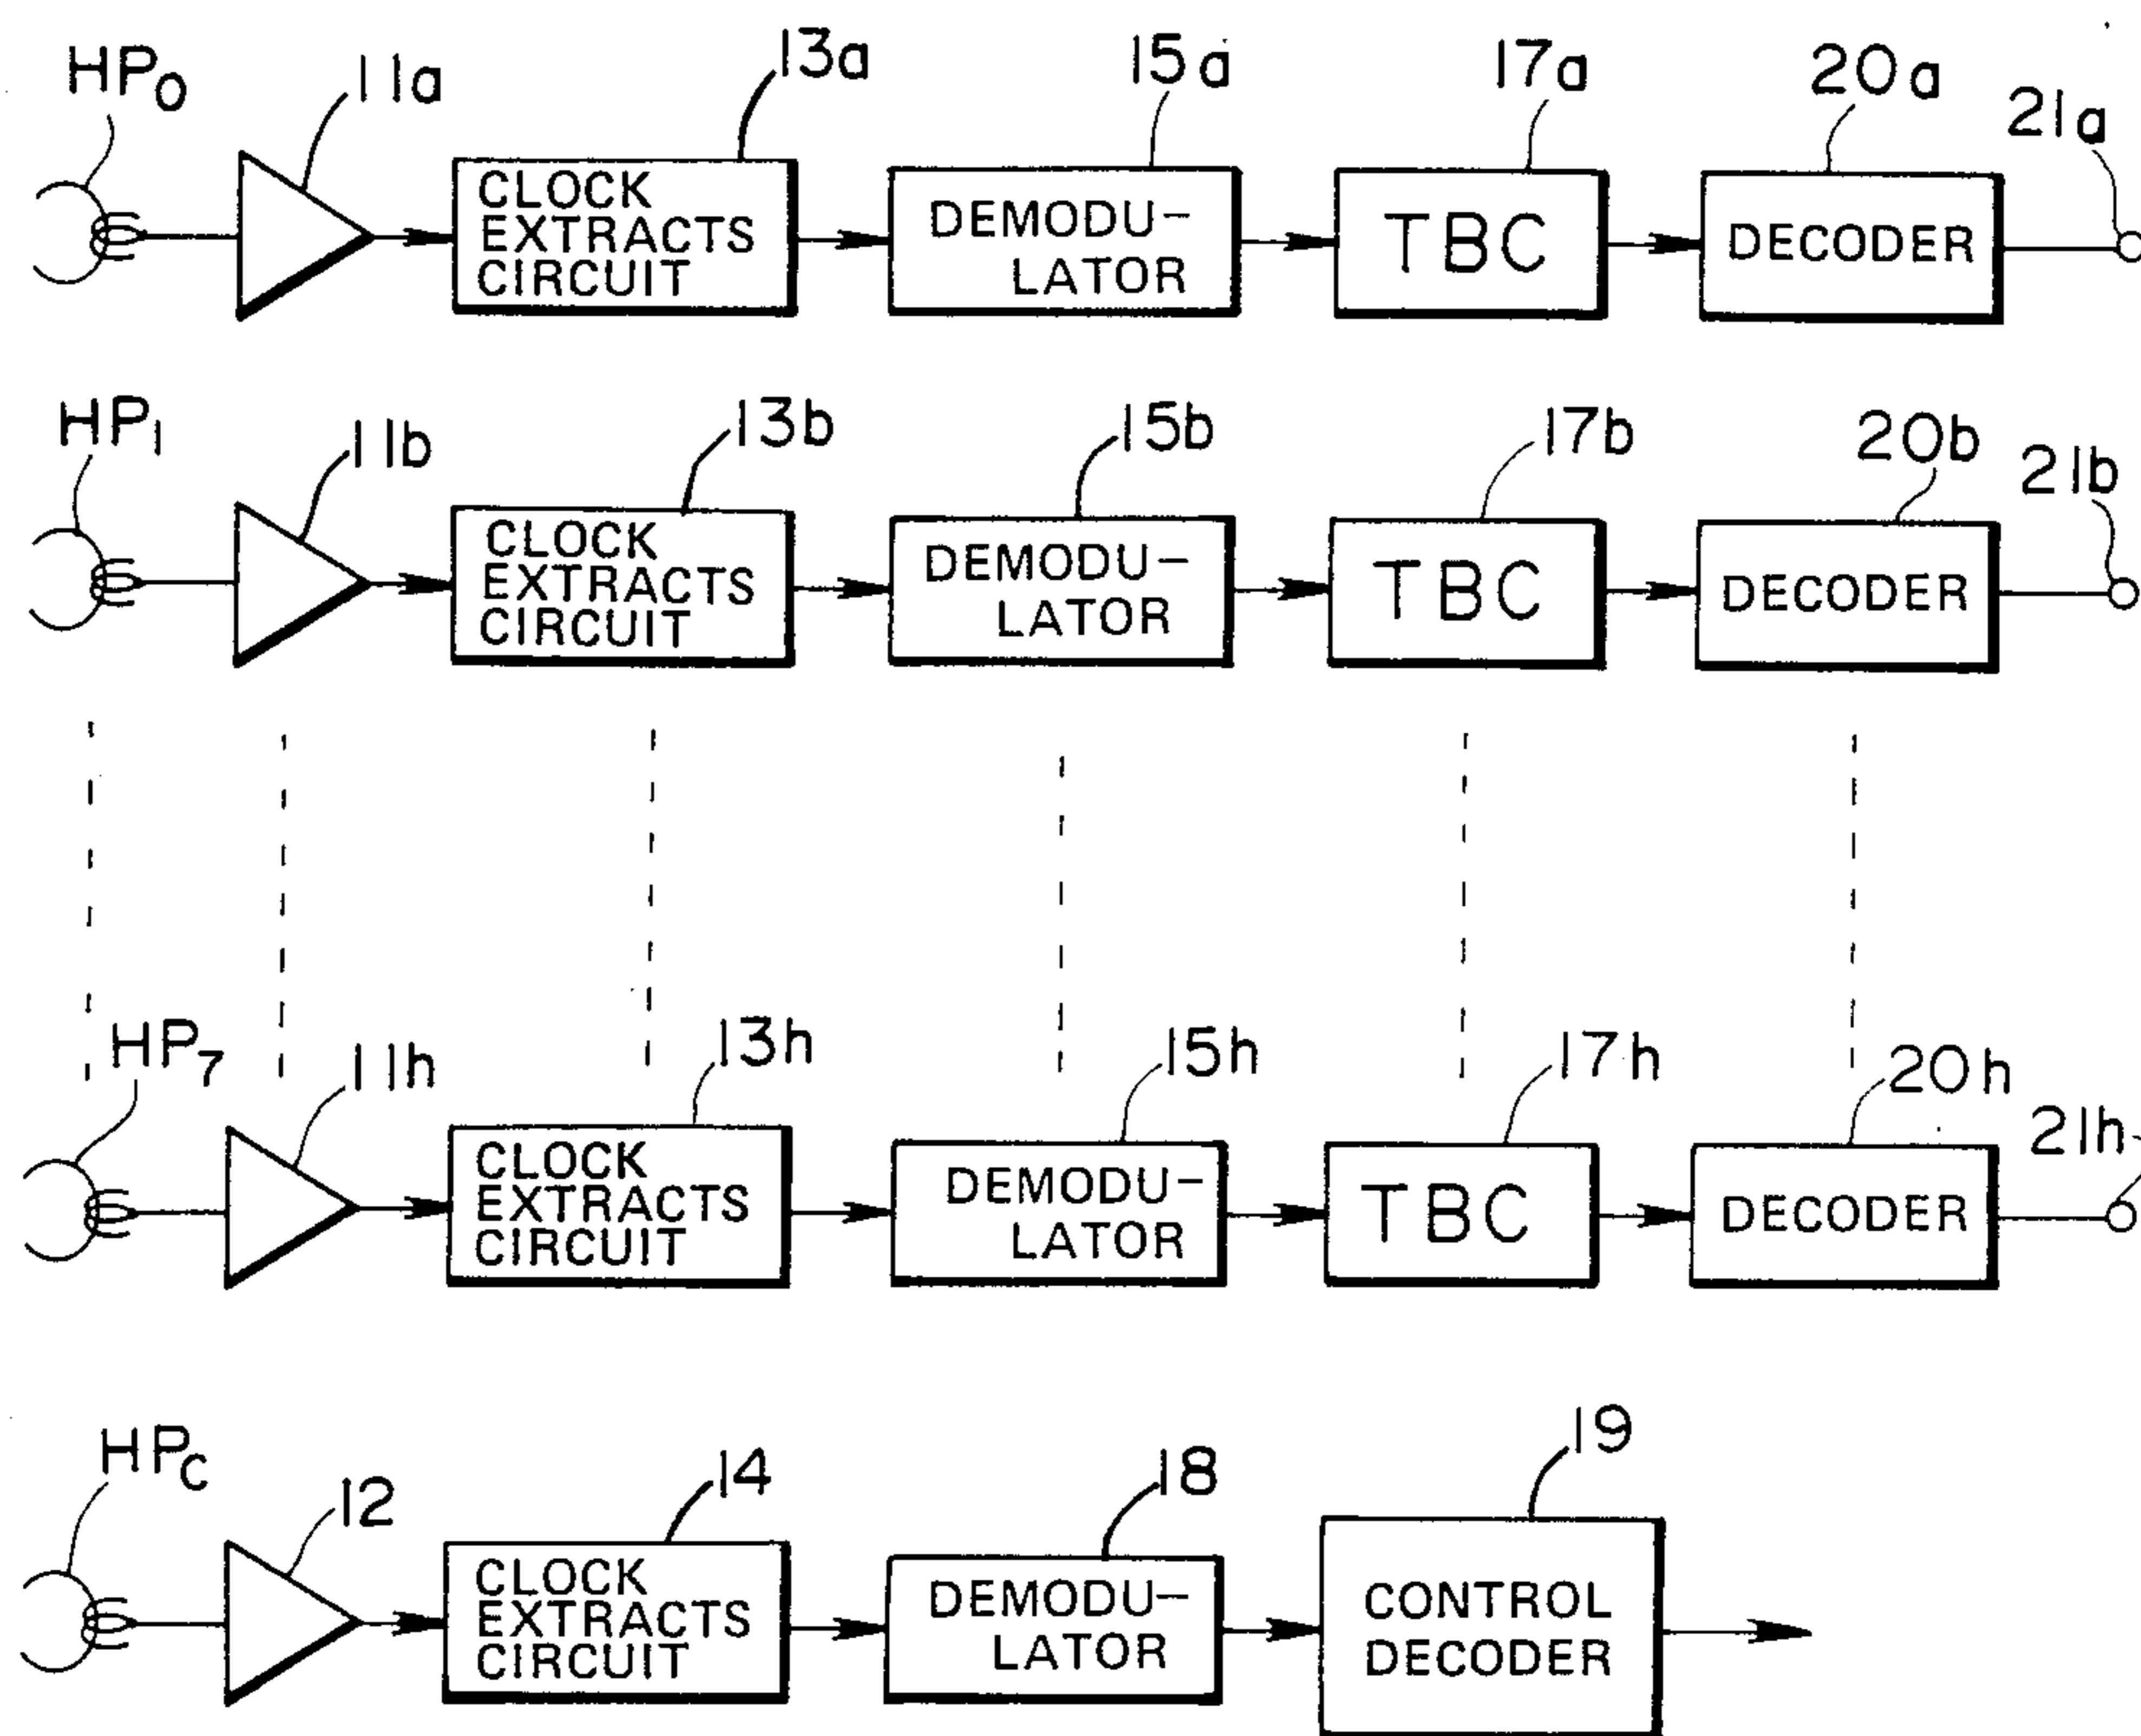 HP0
11a
13a
15a
17a
20a
21a
CLOCK
EXTRACTS
CIRCUIT
DEMODU-
LATOR
TBC
DECODER
HP1
11b
13b
15b
17b
20b
21b
CLOCK
EXTRACTS
CIRCUIT
DEMODU-
LATOR
TBC
DECODER
HP7
11h
13h
15h
17h
20h
21h
CLOCK
EXTRACTS
CIRCUIT
DEMODU-
LATOR
TBC
DECODER
HPC
12
14
18
19
CLOCK
EXTRACTS
CIRCUIT
DEMODU-
LATOR
CONTROL
DECODER